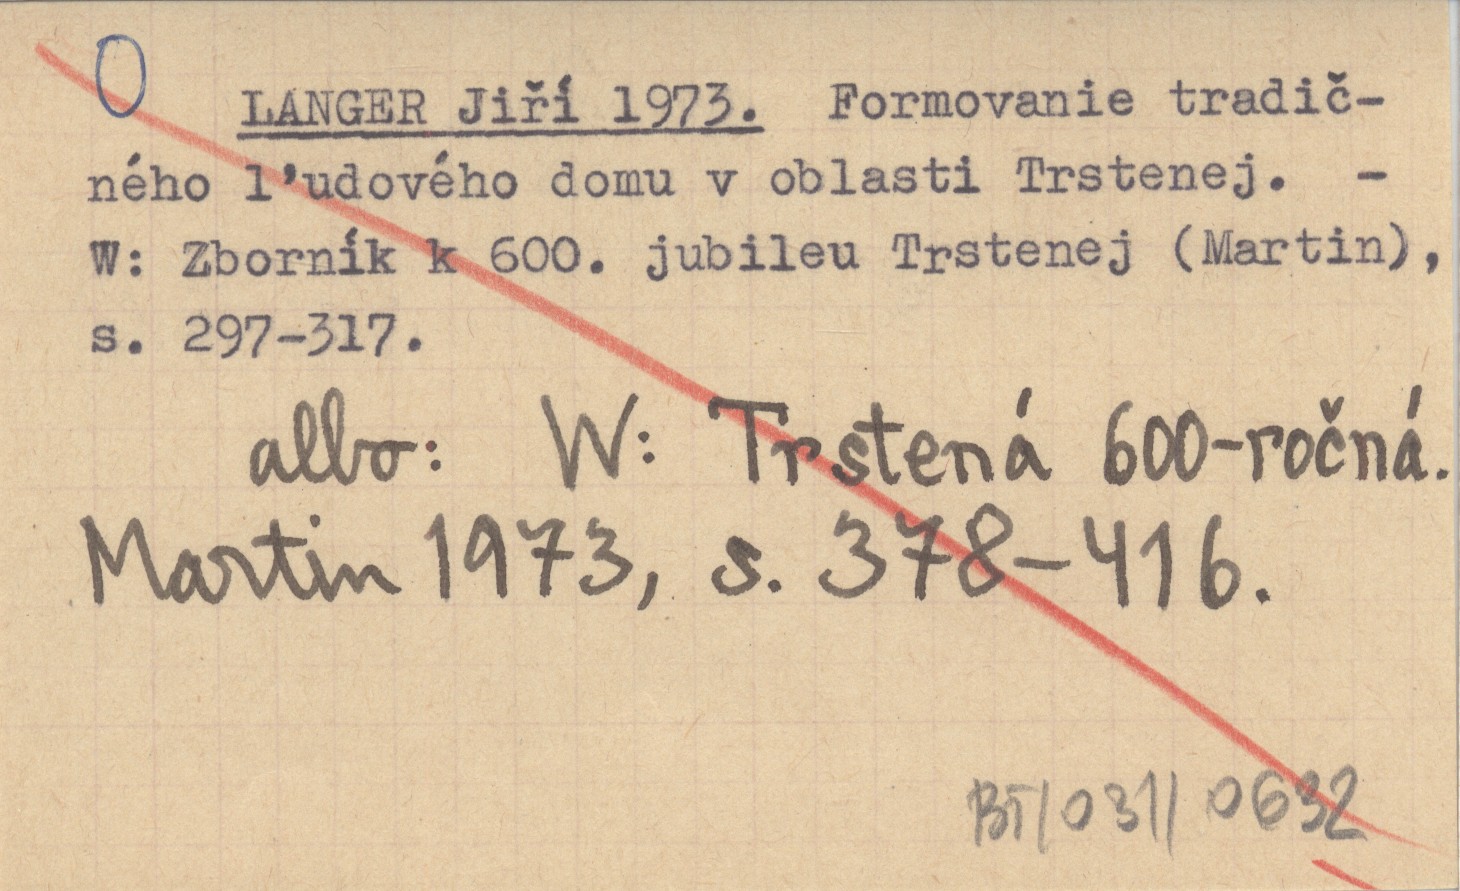 LANGER Jiří 1973. Formovanie tradič-
ného l'udového domu v oblasti Trstenej. -
W: Zborník k 600. jubileu Trstenej (Martin),
s. 297-317.
albo: W: Trstená 600-ročná.
Martin 1973, s. 378-416.
BT/031/0632